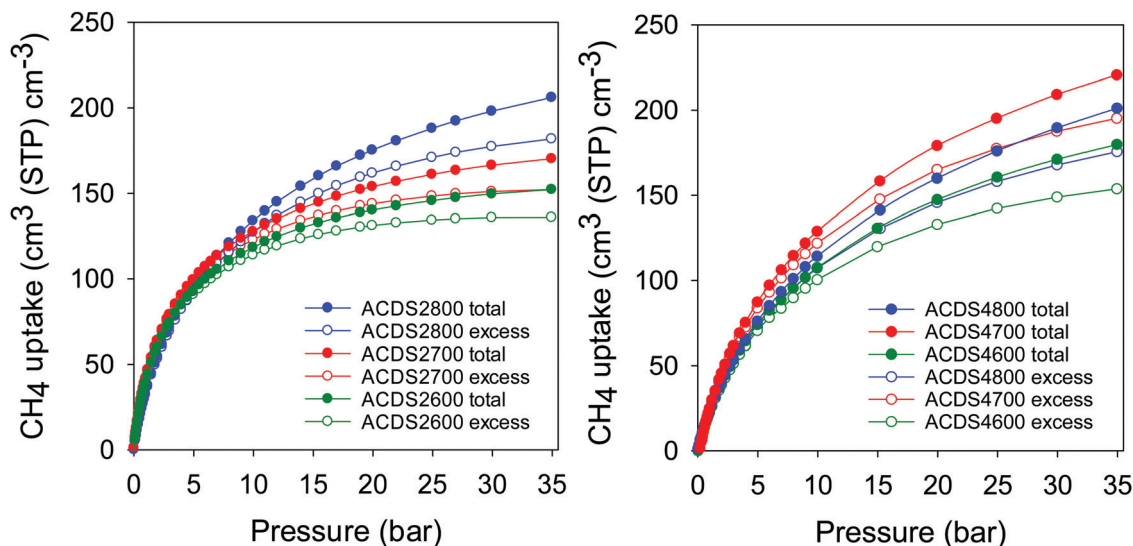 CH4 uptake (cm³ (STP) cm⁻³)
250
200
150
100
50
0
ACDS2800 total
ACDS2800 excess
ACDS2700 total
ACDS2700 excess
ACDS2600 total
ACDS2600 excess
0 5 10 15 20 25 30 35
Pressure (bar)
CH4 uptake (cm³ (STP) cm⁻³)
250
200
150
100
50
0
ACDS4800 total
ACDS4700 total
ACDS4600 total
ACDS4800 excess
ACDS4700 excess
ACDS4600 excess
0 5 10 15 20 25 30 35
Pressure (bar)